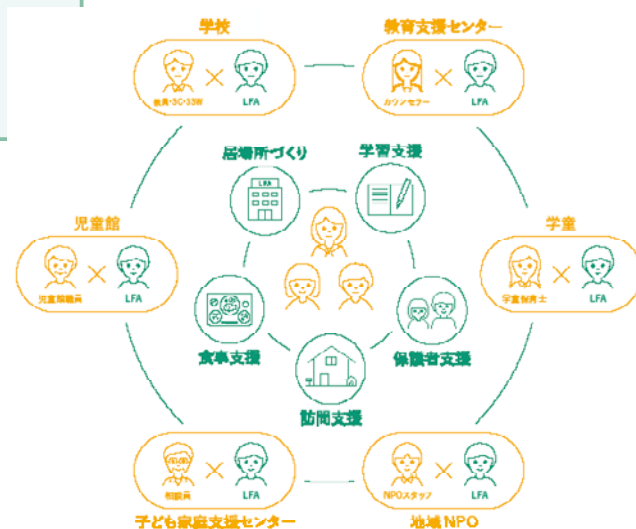 学校
教員・SC・SSW
LFA
教育支援センター
カウンセラー
LFA
居場所づくり
LFA
学習支援
児童館
児童館職員
LFA
学童
学童保育士
LFA
食事支援
保護者支援
訪問支援
相談員
LFA
子ども家庭支援センター
NPOスタッフ
LFA
地域NPO